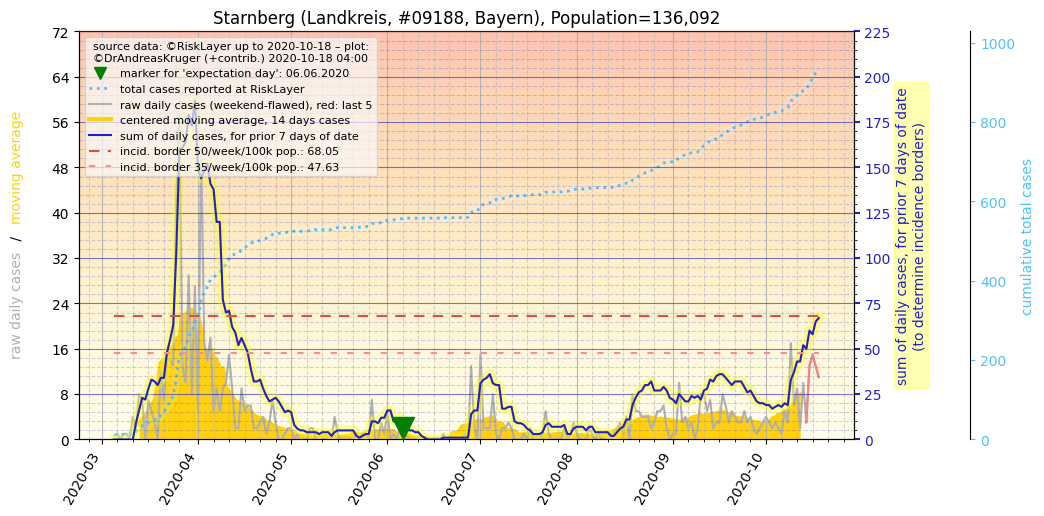 Starnberg (Landkreis, #09188, Bayern), Population=136,092
source data: ©RiskLayer up to 2020-10-18 – plot:
©DrAndreasKruger (+contrib.) 2020-10-18 04:00
marker for 'expectation day': 06.06.2020
total cases reported at RiskLayer
raw daily cases (weekend-flawed), red: last 5
centered moving average, 14 days cases
sum of daily cases, for prior 7 days of date
incid. border 50/week/100k pop.: 68.05
incid. border 35/week/100k pop.: 47.63
raw daily cases / moving average
72
64
56
48
40
32
24
16
8
0
2020-03
2020-04
2020-05
2020-06
2020-07
2020-08
2020-09
2020-10
225
200
175
150
125
100
75
50
25
0
sum of daily cases, for prior 7 days of date
(to determine incidence borders)
1000
800
600
400
200
0
cumulative total cases